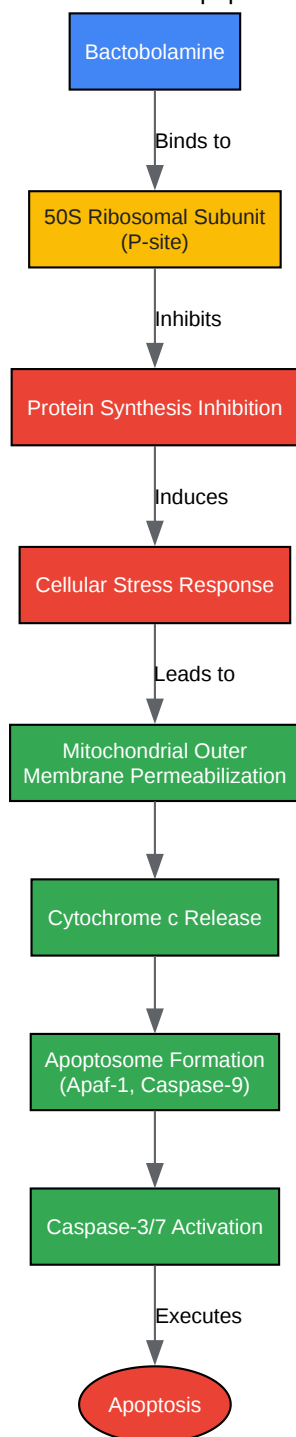 Bactobolamine
Binds to
50S Ribosomal Subunit
(P-site)
Inhibits
Protein Synthesis Inhibition
Induces
Cellular Stress Response
Leads to
Mitochondrial Outer
Membrane Permeabilization
Cytochrome c Release
Apoptosome Formation
(Apaf-1, Caspase-9)
Caspase-3/7 Activation
Executes
Apoptosis